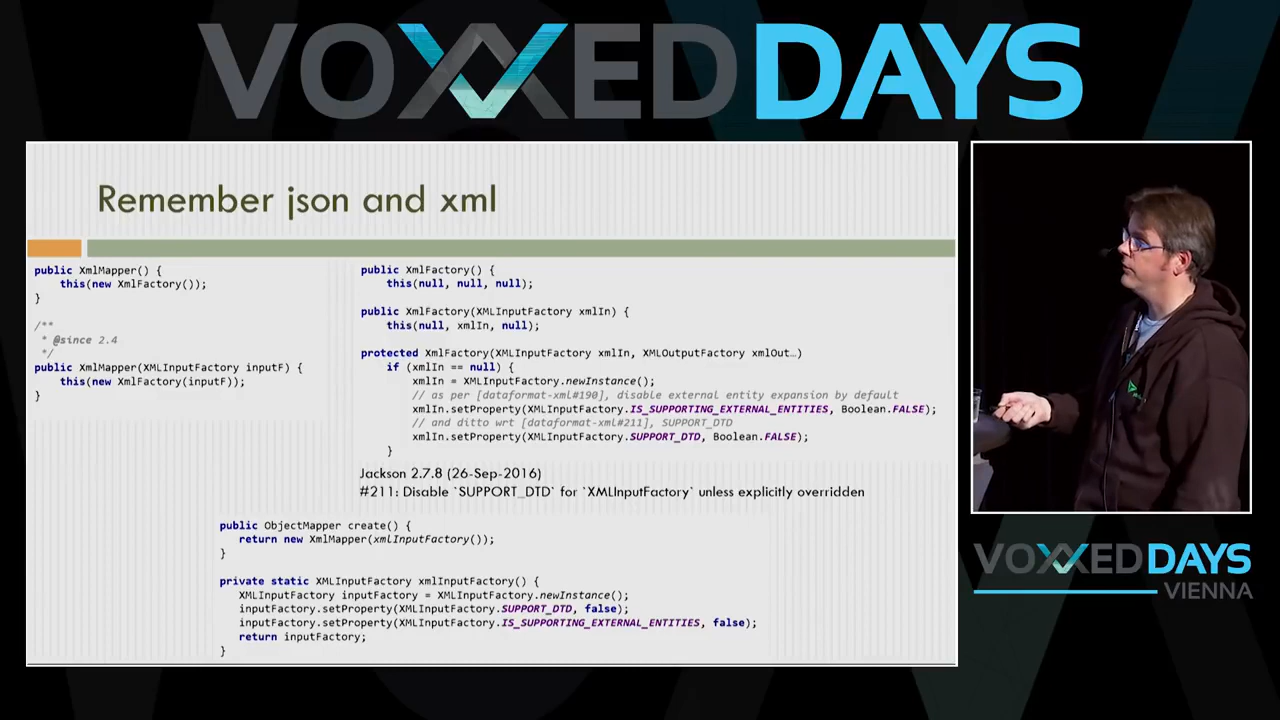 VOXXED DAYS
Remember json and xml
public XmlMapper() {
this(new XmlFactory());
}
/**
* @since 2.4
*/
public XmlMapper(XMLInputFactory inputF) {
this(new XmlFactory(inputF));
}
public XmlFactory() {
this(null, null, null);
public XmlFactory(XMLInputFactory xmlIn) {
this(null, xmlIn, null);
protected XmlFactory(XMLInputFactory xmlIn, XMLOutputFactory xmlOut…)
if (xmlIn == null) {
xmlIn = XMLInputFactory.newInstance();
// as per [dataformat-xml#190], disable external entity expansion by default
xmlIn.setProperty(XMLInputFactory.IS_SUPPORTING_EXTERNAL_ENTITIES, Boolean.FALSE);
// and ditto wrt [dataformat-xml#211], SUPPORT_DTD
xmlIn.setProperty(XMLInputFactory.SUPPORT_DTD, Boolean.FALSE);
}
Jackson 2.7.8 (26-Sep-2016)
#211: Disable `SUPPORT_DTD` for `XMLInputFactory` unless explicitly overridden
public ObjectMapper create() {
return new XmlMapper(xmlInputFactory());
}
private static XMLInputFactory xmlInputFactory() {
XMLInputFactory inputFactory = XMLInputFactory.newInstance();
inputFactory.setProperty(XMLInputFactory.SUPPORT_DTD, false);
inputFactory.setProperty(XMLInputFactory.IS_SUPPORTING_EXTERNAL_ENTITIES, false);
return inputFactory;
}
VOXXED DAYS
VIENNA